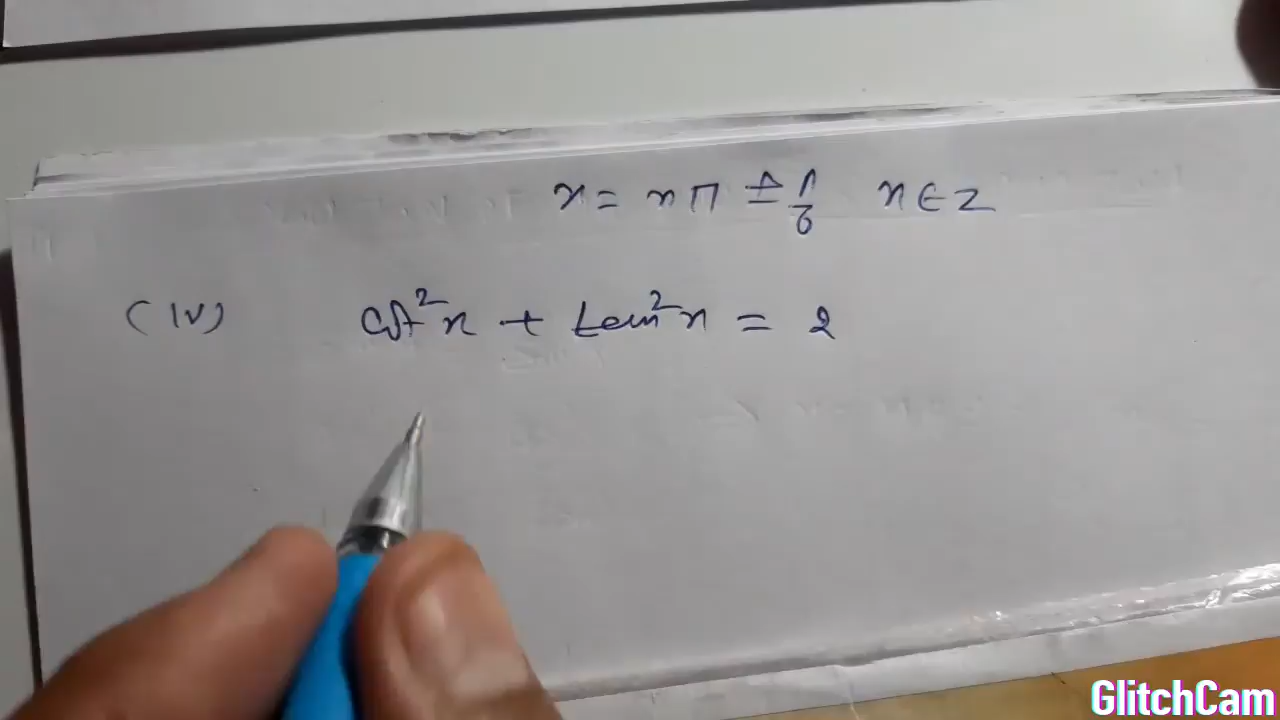 x = nπ ± π/6 n ∈ Z
(iv) cot²x + tan²x = 2
GlitchCam